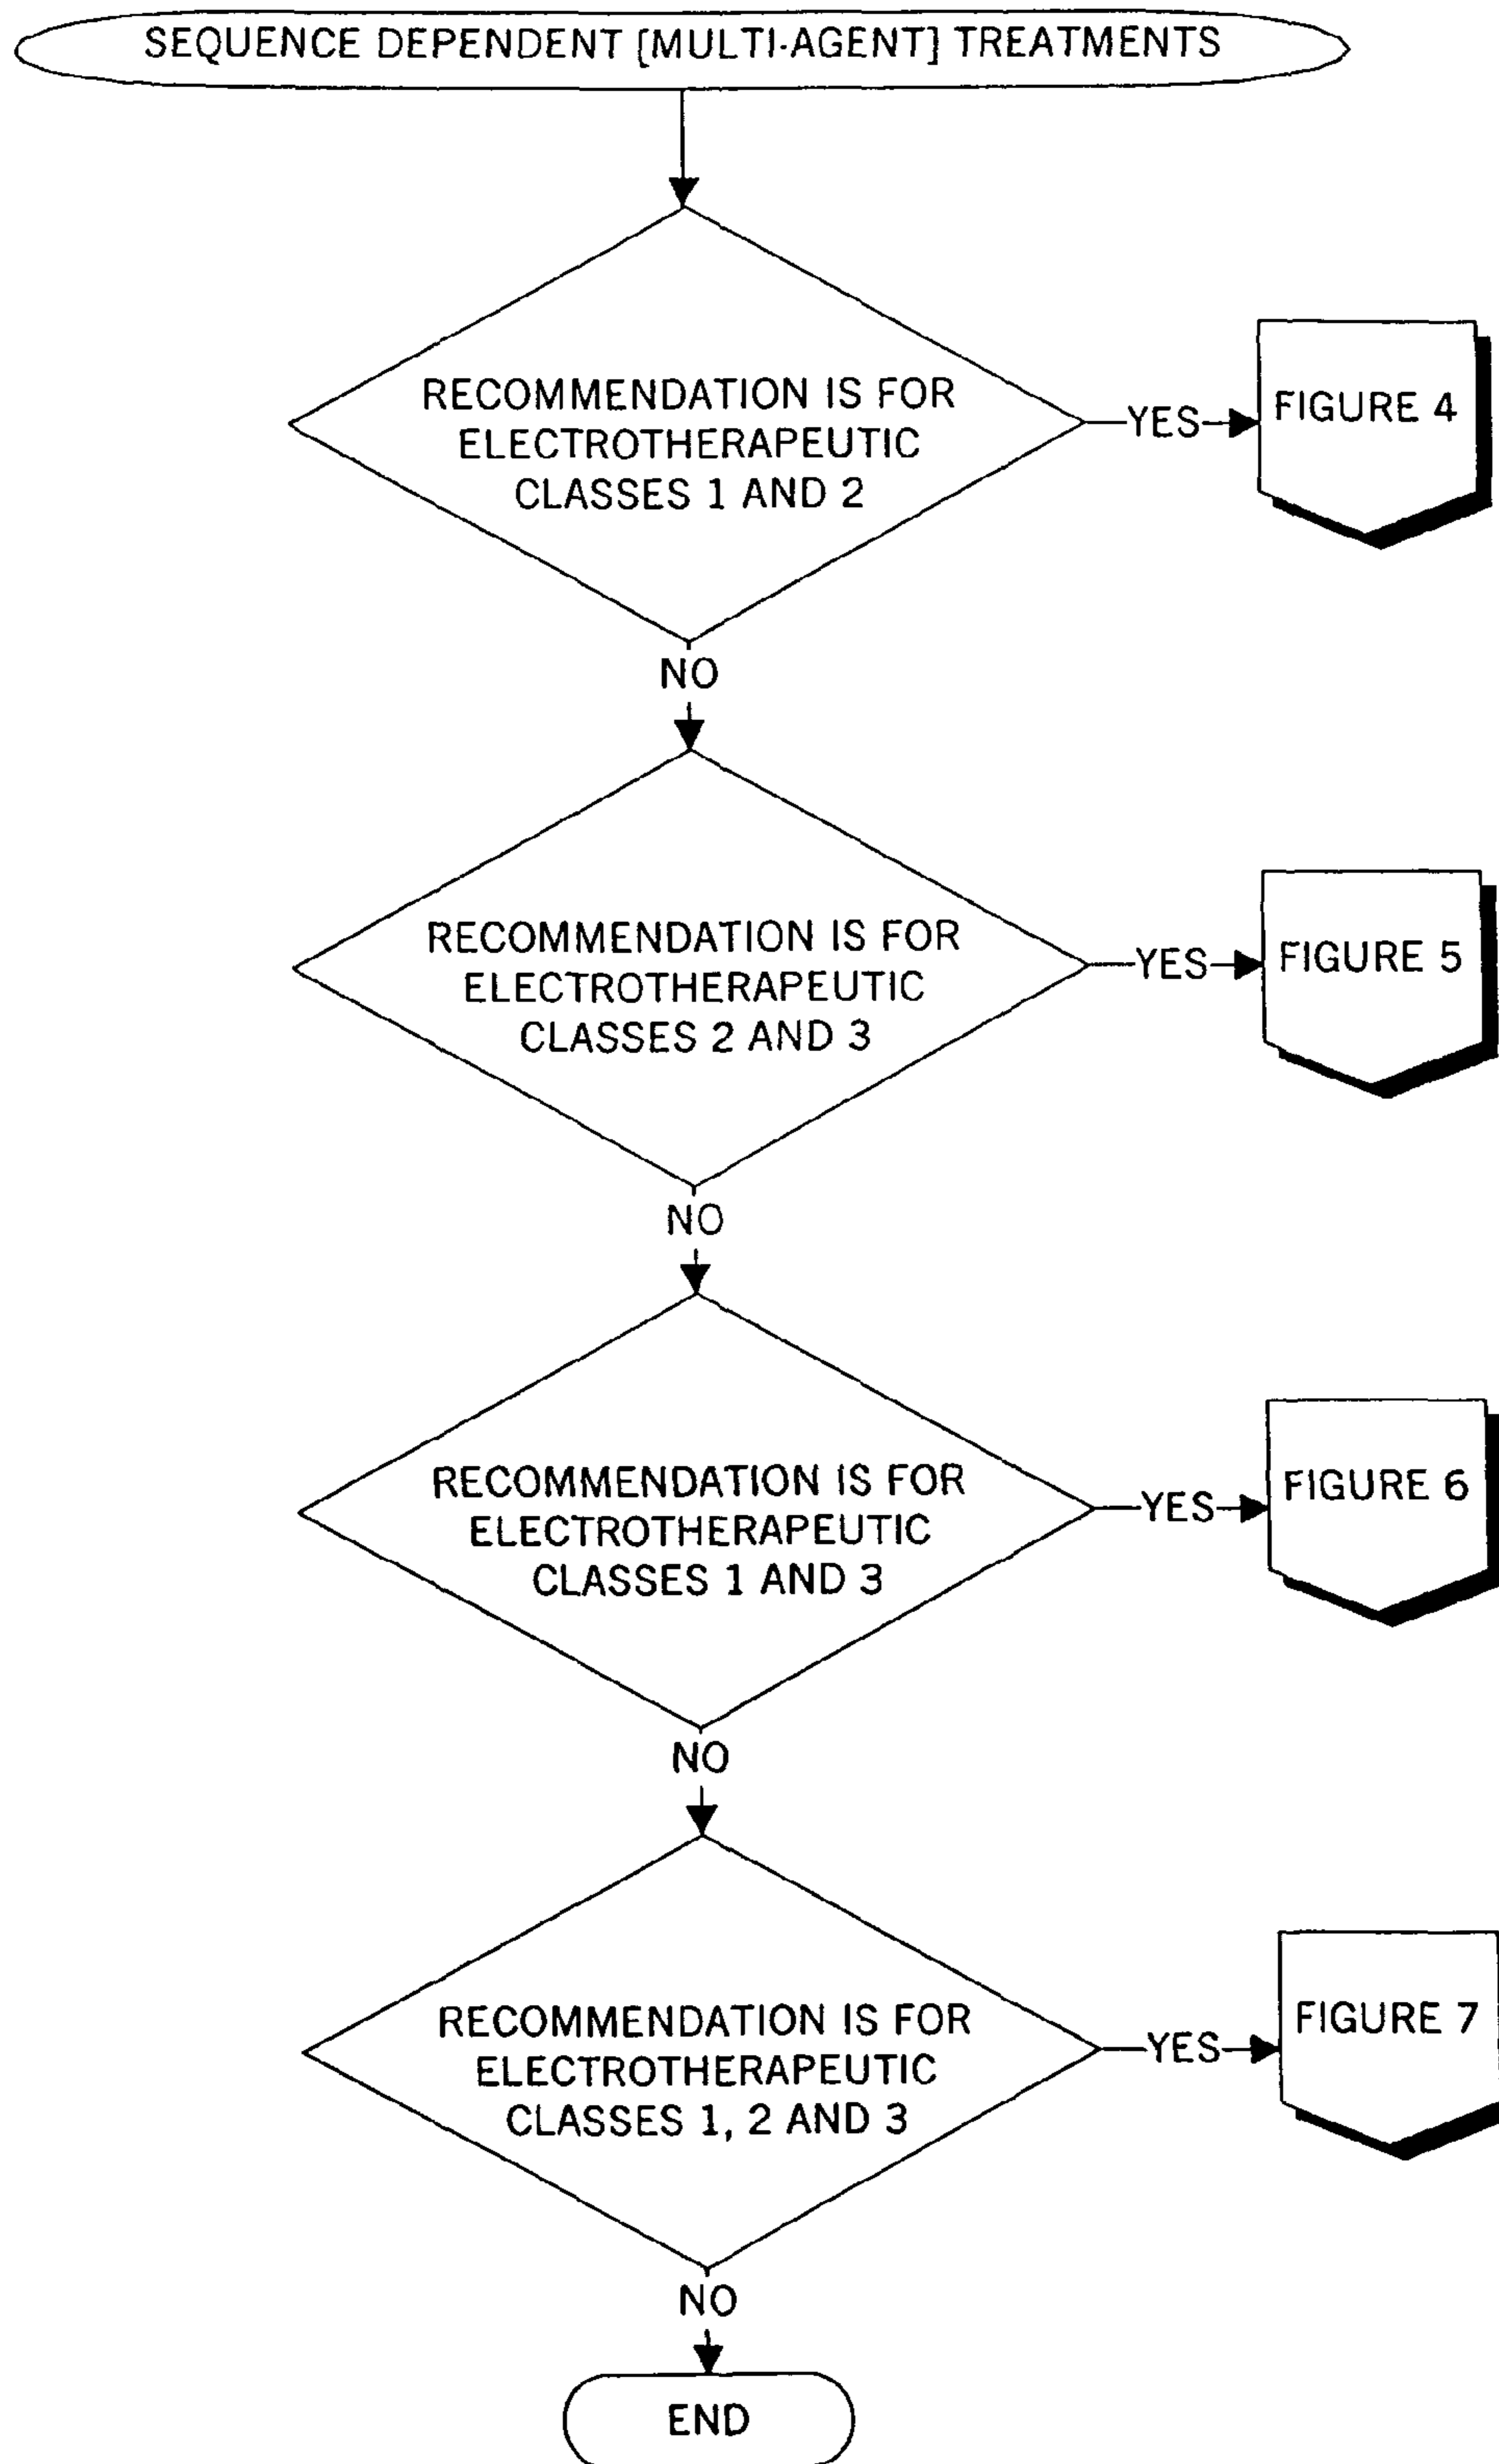 SEQUENCE DEPENDENT [MULTI-AGENT] TREATMENTS
RECOMMENDATION IS FOR
ELECTROTHERAPEUTIC
CLASSES 1 AND 2
YES
FIGURE 4
NO
RECOMMENDATION IS FOR
ELECTROTHERAPEUTIC
CLASSES 2 AND 3
YES
FIGURE 5
NO
RECOMMENDATION IS FOR
ELECTROTHERAPEUTIC
CLASSES 1 AND 3
YES
FIGURE 6
NO
RECOMMENDATION IS FOR
ELECTROTHERAPEUTIC
CLASSES 1, 2 AND 3
YES
FIGURE 7
NO
END